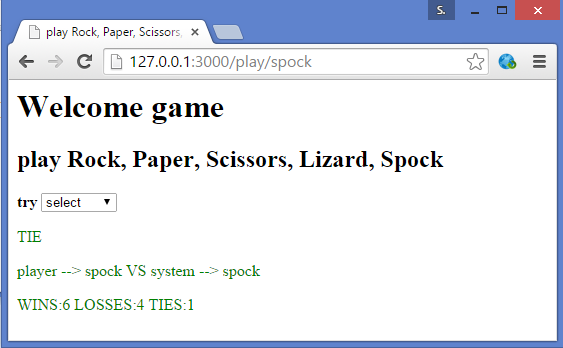 S.
play Rock, Paper, Scissors,
127.0.0.1:3000/play/spock
Welcome game
play Rock, Paper, Scissors, Lizard, Spock
try select
TIE
player --> spock VS system --> spock
WINS:6 LOSSES:4 TIES:1